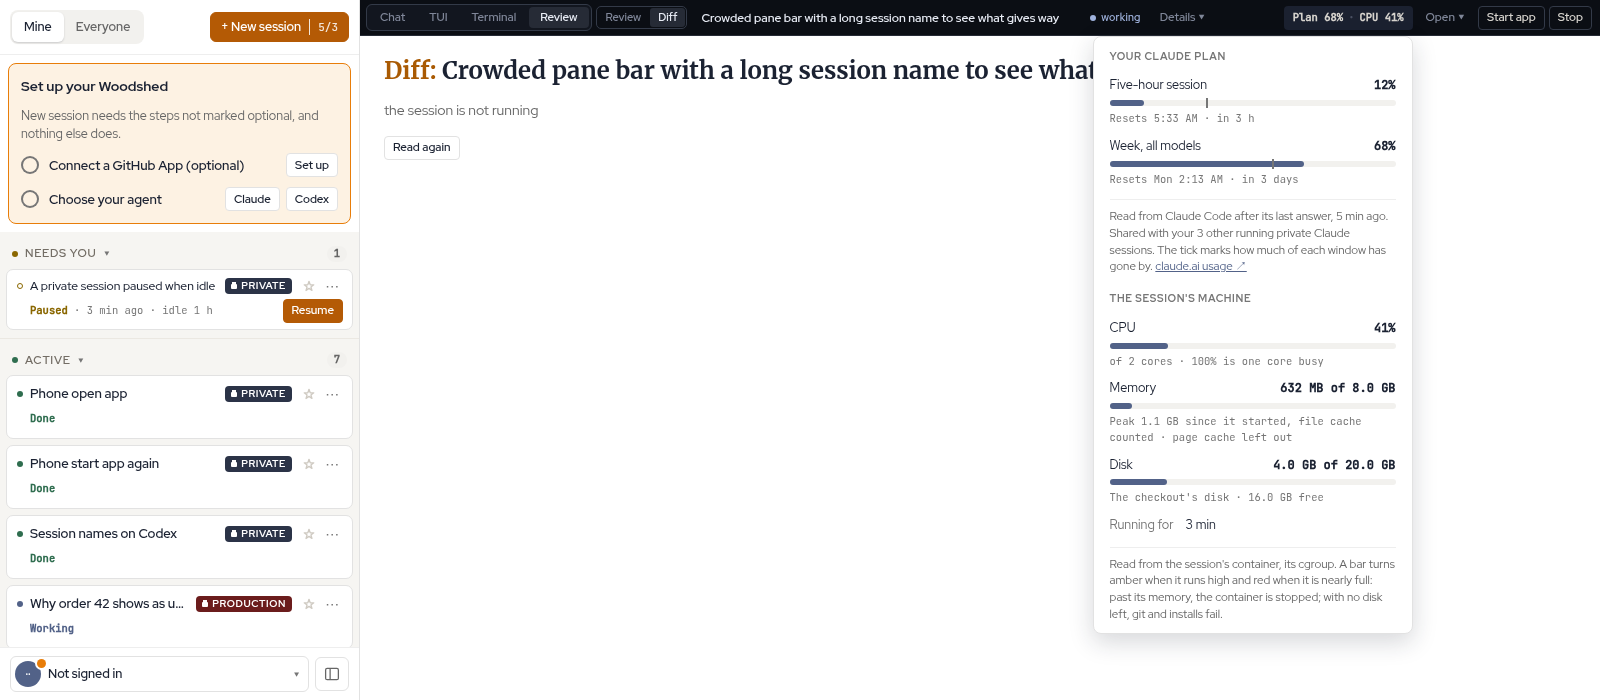 Mine
Everyone
+ New session
5/3
Chat
TUI
Terminal
Review
Review
Diff
Crowded pane bar with a long session name to see what gives way
working
Details ▾
Plan 68% · CPU 41%
Open ▾
Start app
Stop
Set up your Woodshed
New session needs the steps not marked optional, and
nothing else does.
Connect a GitHub App (optional)
Set up
Choose your agent
Claude
Codex
NEEDS YOU ▾
1
A private session paused when idle
PRIVATE
Paused · 3 min ago · idle 1 h
Resume
ACTIVE ▾
7
Phone open app
PRIVATE
Done
Phone start app again
PRIVATE
Done
Session names on Codex
PRIVATE
Done
Why order 42 shows as u...
PRODUCTION
Working
Not signed in
Diff: Crowded pane bar with a long session name to see what
the session is not running
Read again
YOUR CLAUDE PLAN
Five-hour session
12%
Resets 5:33 AM · in 3 h
Week, all models
68%
Resets Mon 2:13 AM · in 3 days
Read from Claude Code after its last answer, 5 min ago.
Shared with your 3 other running private Claude
sessions. The tick marks how much of each window has
gone by. claude.ai usage ↗
THE SESSION'S MACHINE
CPU
41%
of 2 cores · 100% is one core busy
Memory
632 MB of 8.0 GB
Peak 1.1 GB since it started, file cache
counted · page cache left out
Disk
4.0 GB of 20.0 GB
The checkout's disk · 16.0 GB free
Running for 3 min
Read from the session's container, its cgroup. A bar turns
amber when it runs high and red when it is nearly full:
past its memory, the container is stopped; with no disk
left, git and installs fail.